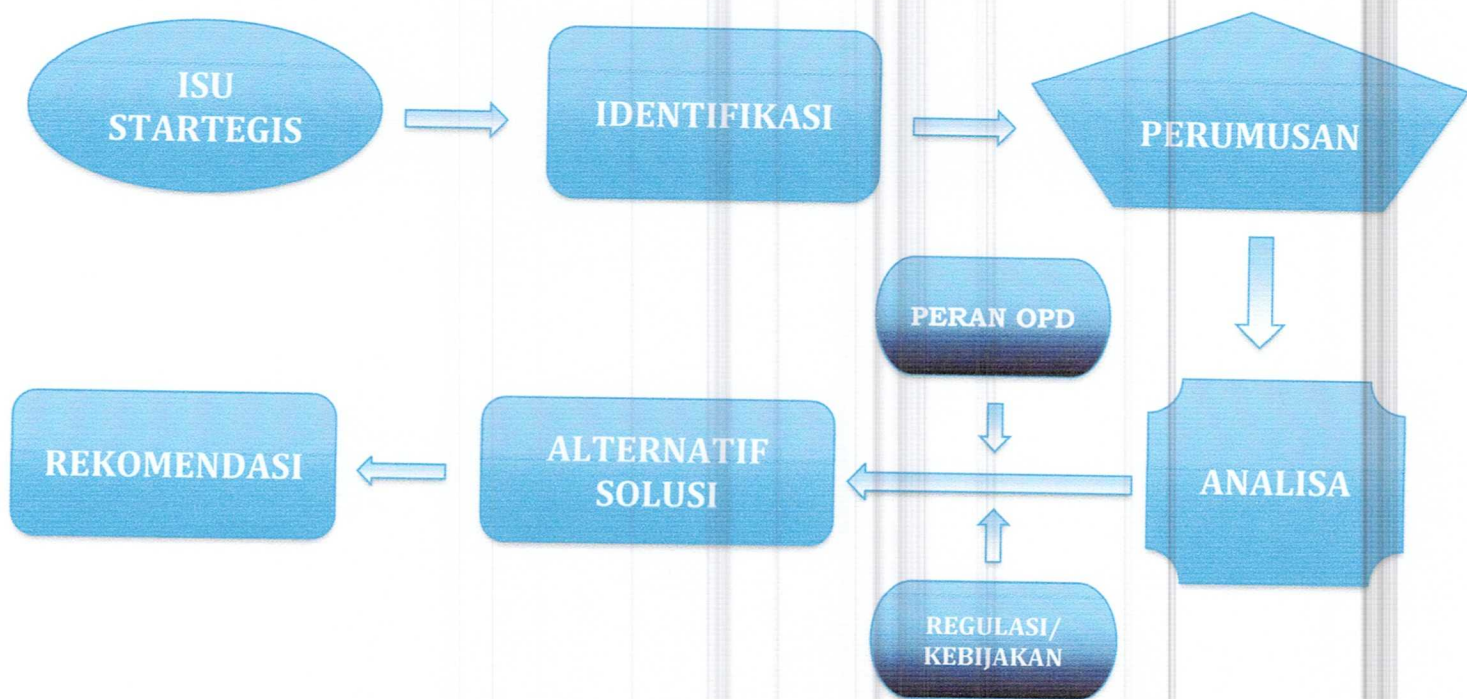 ISU
STARTEGIS
IDENTIFIKASI
PERUMUSAN
PERAN OPD
REKOMENDASI
ALTERNATIF
SOLUSI
ANALISA
REGULASI/
KEBIJAKAN